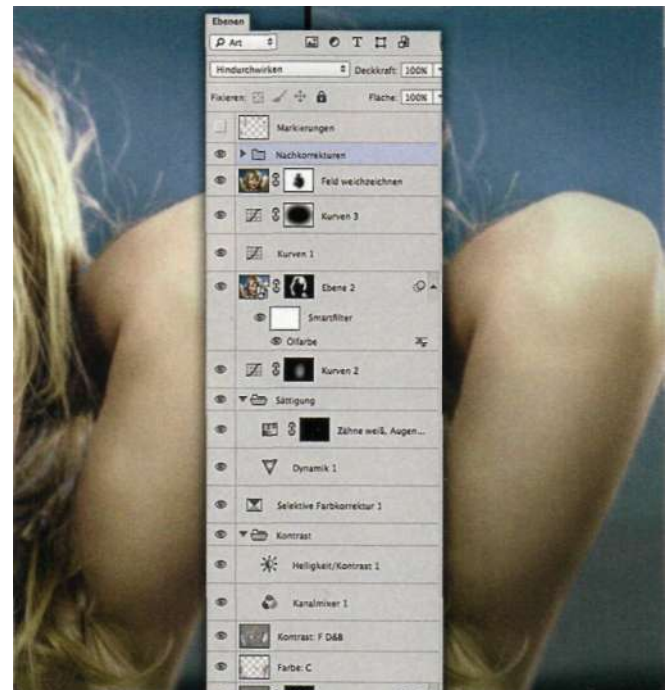 Ebenen
Art
Hindurchwirken Deckkraft: 100%
Fixieren: Fläche: 100%
Markierungen
Nachkorrekturen
Feld weichzeichnen
Kurven 3
Kurven 1
Ebene 2
Smartfilter
Ölfarbe
Kurven 2
Sättigung
Zähne weiß, Augen...
Dynamik 1
Selektive Farbkorrektur 1
Kontrast
Helligkeit/Kontrast 1
Kanalmixer 1
Kontrast: F D&B
Farbe: C